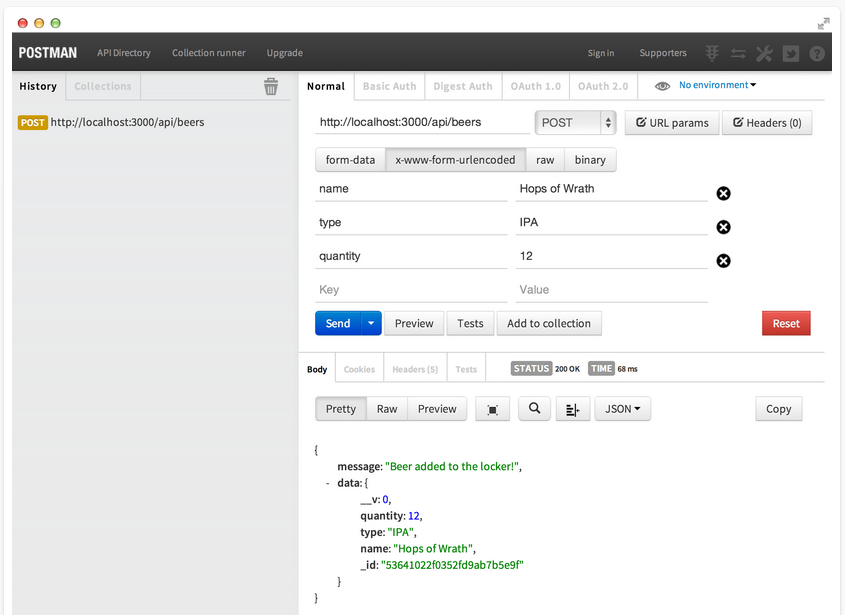 POSTMAN API Directory Collection runner Upgrade Sign in Supporters
History Collections
POST http://localhost:3000/api/beers
Normal Basic Auth Digest Auth OAuth 1.0 OAuth 2.0 No environment
http://localhost:3000/api/beers POST URL params Headers (0)
form-data x-www-form-urlencoded raw binary
name Hops of Wrath
type IPA
quantity 12
Key Value
Send Preview Tests Add to collection Reset
Body Cookies Headers (5) Tests STATUS 200 OK TIME 68 ms
Pretty Raw Preview JSON Copy
{
message: "Beer added to the locker!",
- data: {
__v: 0,
quantity: 12,
type: "IPA",
name: "Hops of Wrath",
_id: "53641022f0352fd9ab7b5e9f"
}
}